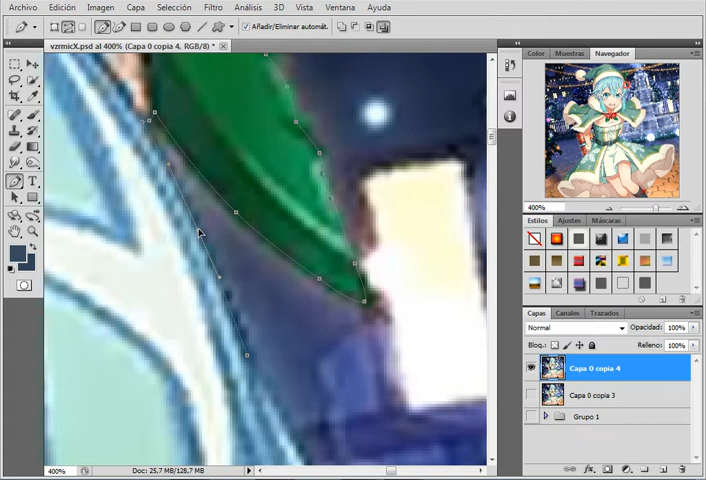 Archivo Edición Imagen Capa Selección Filtro Análisis 3D Vista Ventana Ayuda
Añadir/Eliminar automát.
vzrmicX.psd al 400% (Capa 0 copia 4, RGB/8) *
Color Muestras Navegador
400%
Estilos Ajustes Máscaras
Capas Canales Trazados
Normal Opacidad: 100%
Bloq.: Relleno: 100%
Capa 0 copia 4
Capa 0 copia 3
Grupo 1
400% Doc: 25,7 MB/128,7 MB